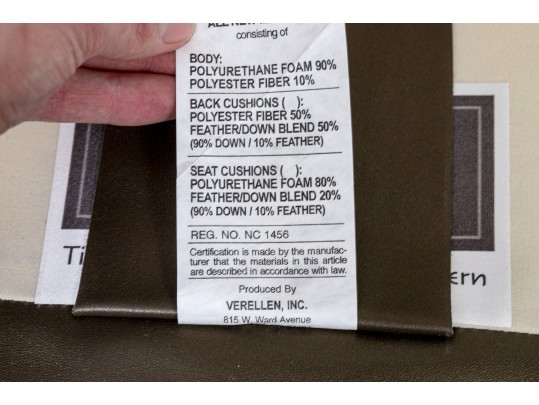 consisting of
BODY:
POLYURETHANE FOAM 90%
POLYESTER FIBER 10%
BACK CUSHIONS ( ):
POLYESTER FIBER 50%
FEATHER/DOWN BLEND 50%
(90% DOWN / 10% FEATHER)
SEAT CUSHIONS ( ):
POLYURETHANE FOAM 80%
FEATHER/DOWN BLEND 20%
(90% DOWN / 10% FEATHER)
REG. NO. NC 1456
Certification is made by the manufac-
turer that the materials in this article
are described in accordance with law.
Produced By
VERELLEN, INC.
815 W. Ward Avenue